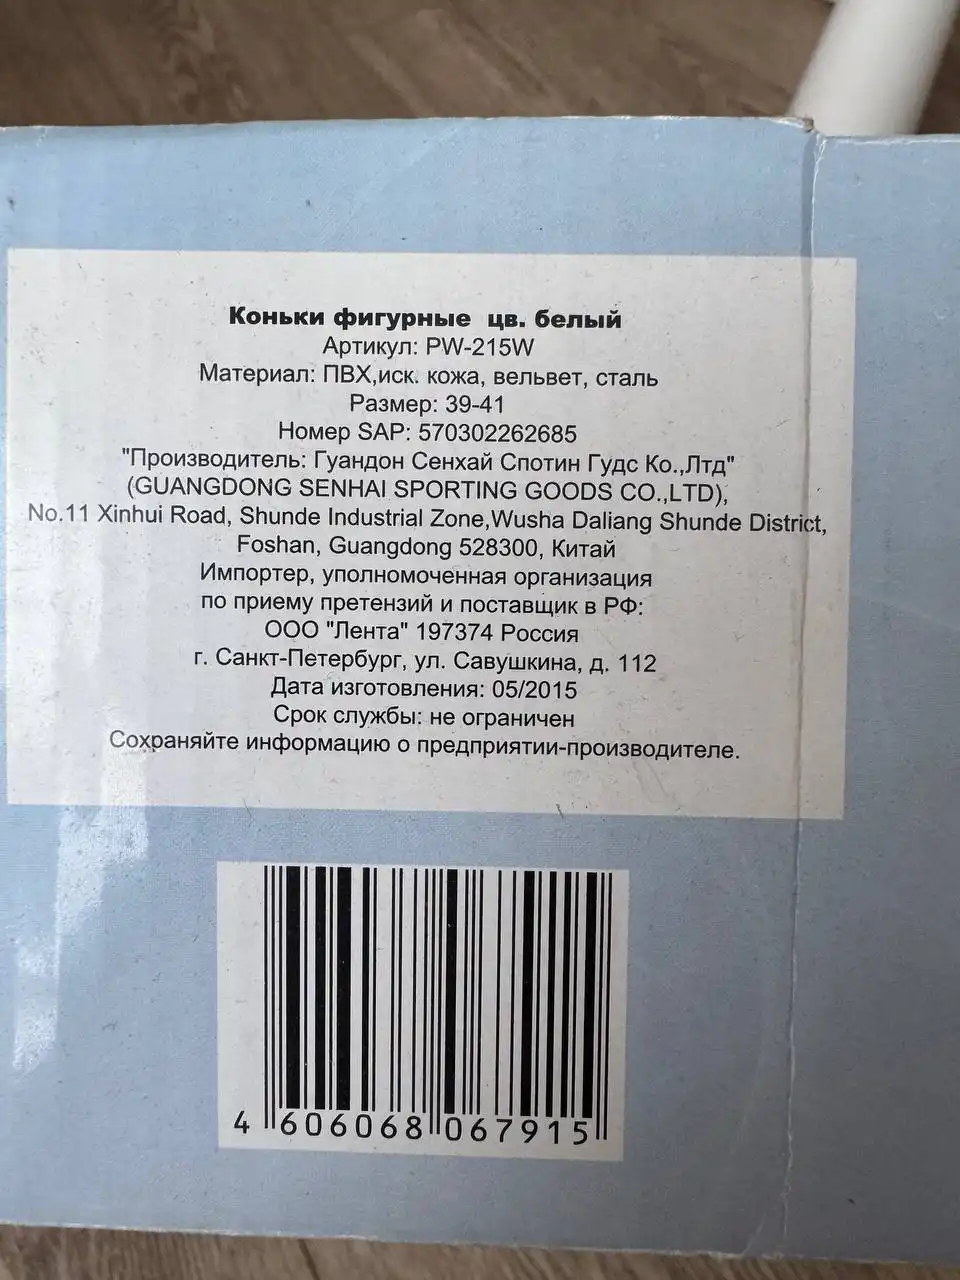 Коньки фигурные цв. белый
Артикул: PW-215W
Материал: ПВХ,иск. кожа, вельвет, сталь
Размер: 39-41
Номер SAP: 570302262685
"Производитель: Гуандон Сенхай Спотин Гудс Ко.,Лтд"
(GUANGDONG SENHAI SPORTING GOODS CO.,LTD),
No.11 Xinhui Road, Shunde Industrial Zone,Wusha Daliang Shunde District,
Foshan, Guangdong 528300, Китай
Импортер, уполномоченная организация
по приему претензий и поставщик в РФ:
ООО "Лента" 197374 Россия
г. Санкт-Петербург, ул. Савушкина, д. 112
Дата изготовления: 05/2015
Срок службы: не ограничен
Сохраняйте информацию о предприятии-производителе.
4 606068 067915